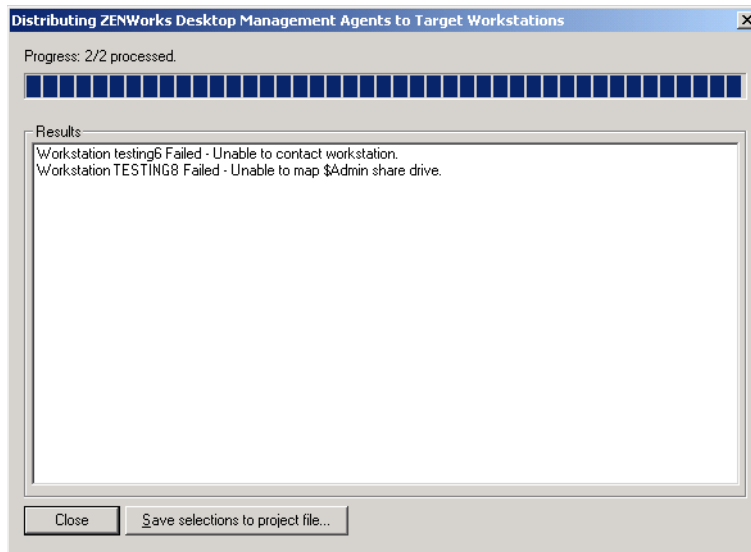 Distributing ZENWorks Desktop Management Agents to Target Workstations
Progress: 2/2 processed.
Results
Workstation testing6 Failed - Unable to contact workstation.
Workstation TESTING8 Failed - Unable to map $Admin share drive.
Close
Save selections to project file...